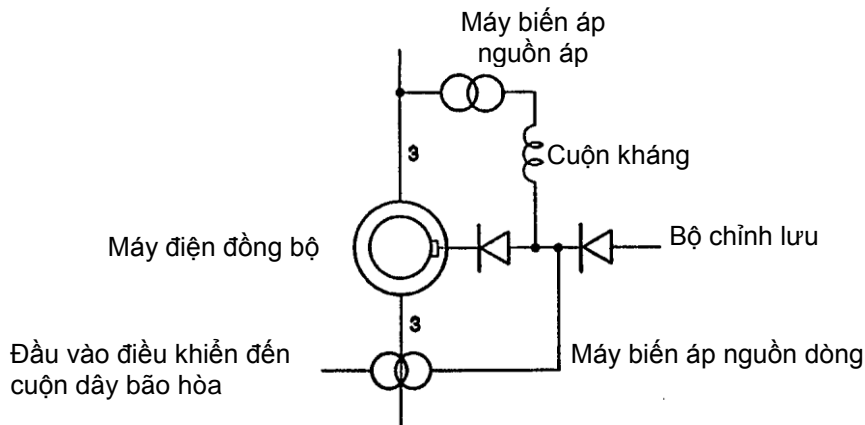 Máy biến áp
nguồn áp
3
Cuộn kháng
Máy điện đồng bộ
Bộ chỉnh lưu
3
Đầu vào điều khiển đến
cuộn dây bão hòa
Máy biến áp nguồn dòng